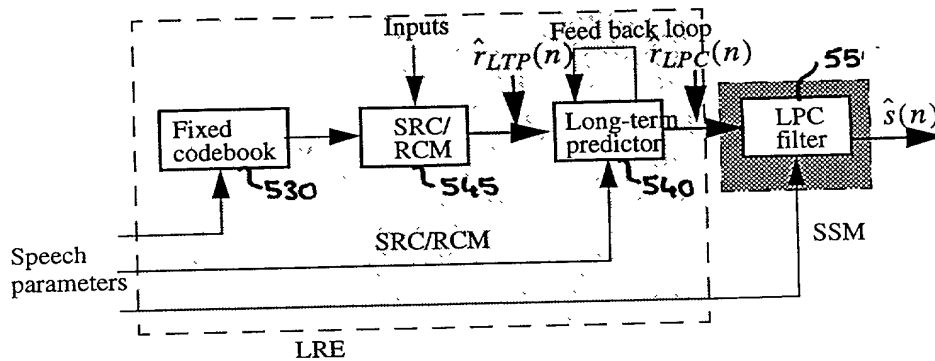 Inputs
Feed back loop
r̂LTP(n)
r̂LPC(n)
55
Fixed
codebook
SRC/
RCM
Long-term
predictor
LPC
filter
ŝ(n)
530
545
540
SRC/RCM
SSM
Speech
parameters
LRE